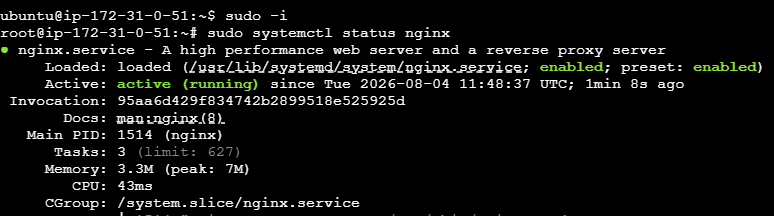 ubuntu@ip-172-31-0-51:~$ sudo -i
root@ip-172-31-0-51:~# sudo systemctl status nginx
● nginx.service - A high performance web server and a reverse proxy server
Loaded: loaded (/usr/lib/systemd/system/nginx.service; enabled; preset: enabled)
Active: active (running) since Tue 2026-08-04 11:48:37 UTC; 1min 8s ago
Invocation: 95aa6d429f834742b2899518e525925d
Docs: man:nginx(8)
Main PID: 1514 (nginx)
Tasks: 3 (limit: 627)
Memory: 3.3M (peak: 7M)
CPU: 43ms
CGroup: /system.slice/nginx.service